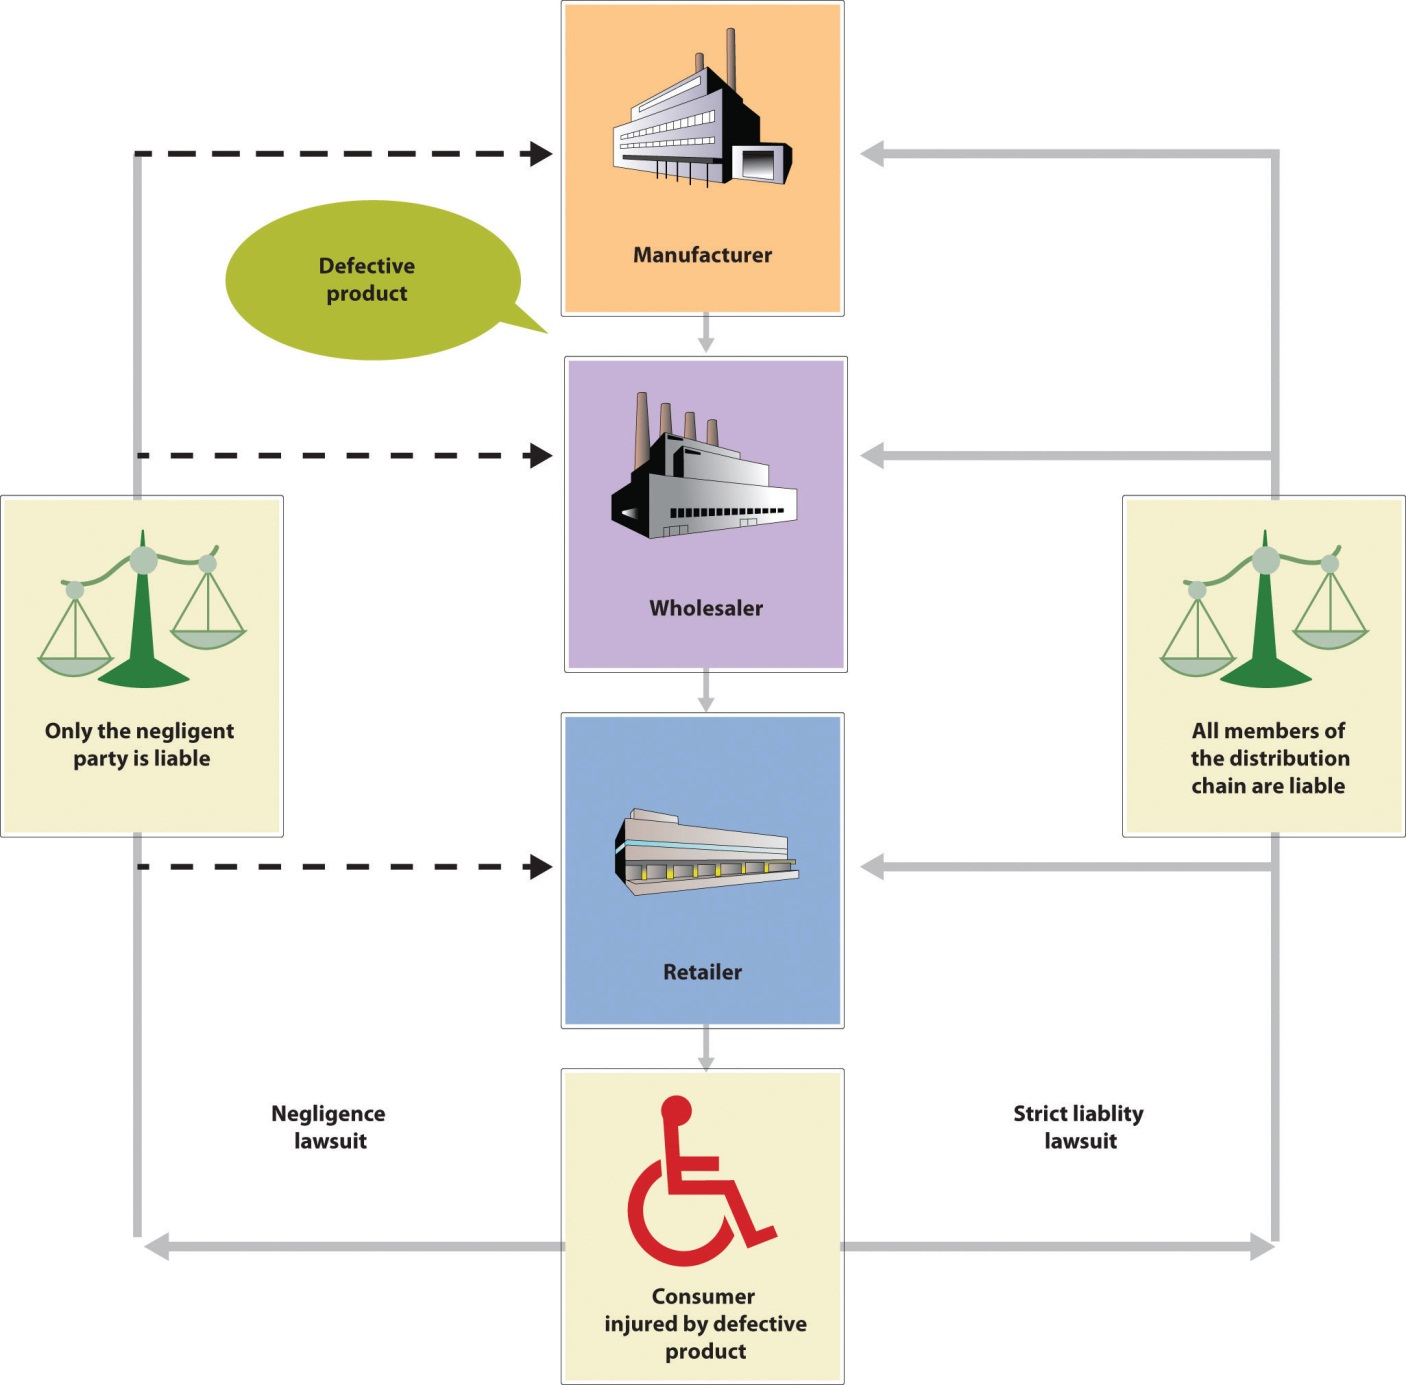 Manufacturer
Defective
product
Wholesaler
Only the negligent
party is liable
All members of
the distribution
chain are liable
Retailer
Negligence
lawsuit
Strict liablity
lawsuit
Consumer
injured by defective
product